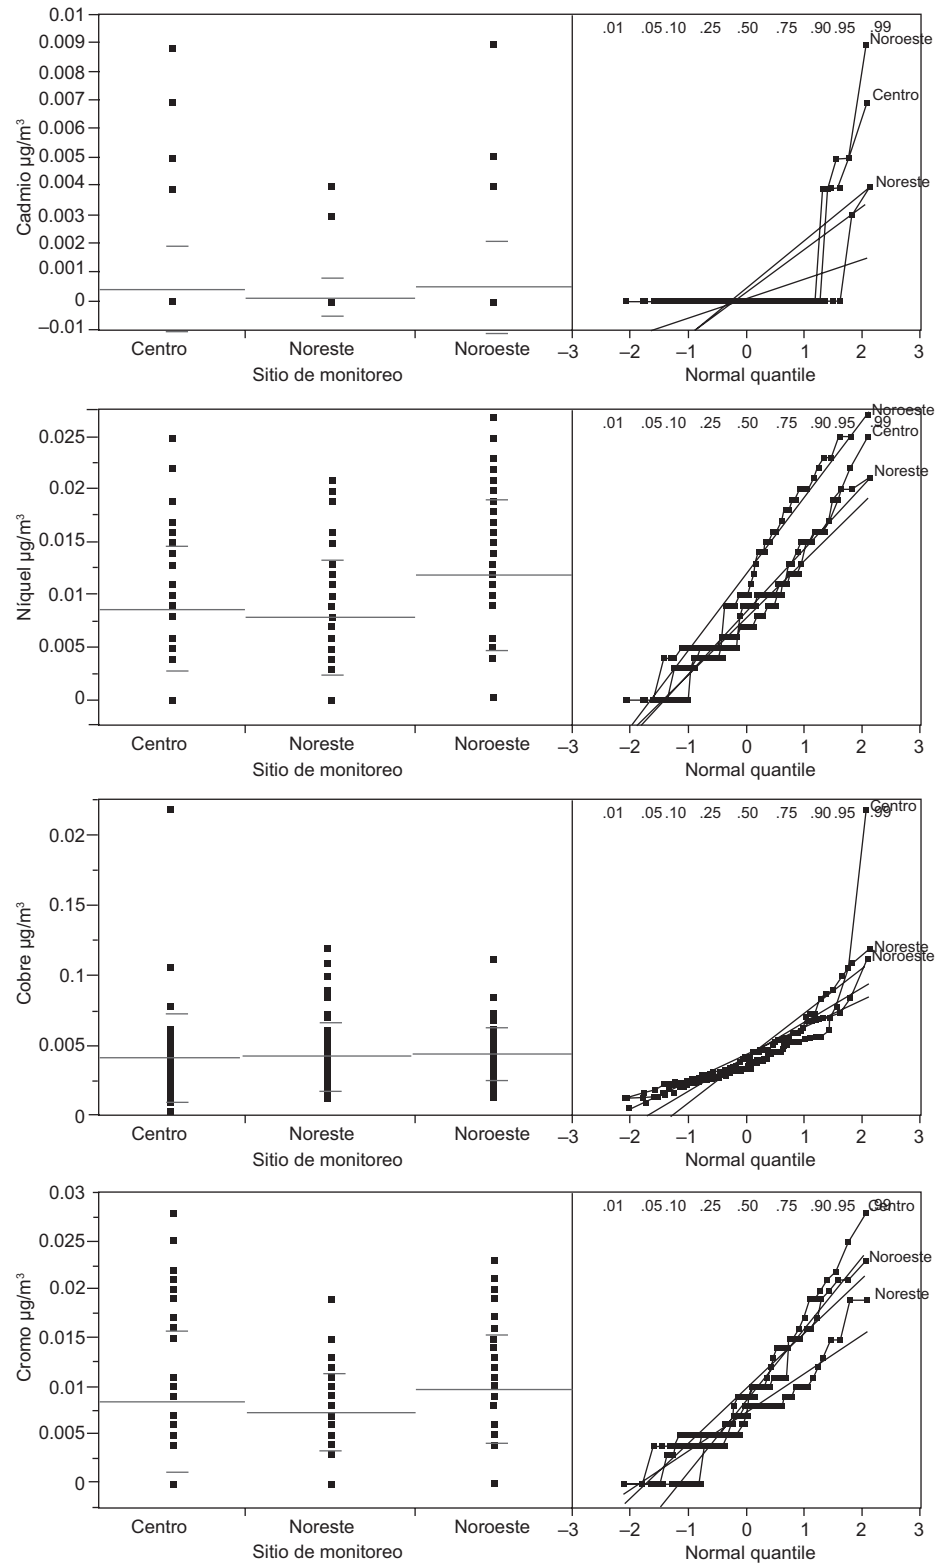 0.01
0.009
0.008
0.007
0.006
0.005
0.004
0.003
0.002
0.001
0
–0.01
Cadmio µg/m³
.01 .05 .10 .25 .50 .75 .90 .95 .99
Noroeste
Centro
Noreste
Centro Noreste Noroeste –3 –2 –1 0 1 2 3
Sitio de monitoreo Normal quantile
0.025
0.02
0.015
0.01
0.005
0
Níquel µg/m³
Noroeste
.01 .05 .10 .25 .50 .75 .90 .95 .99
Centro
Noreste
Centro Noreste Noroeste –3 –2 –1 0 1 2 3
Sitio de monitoreo Normal quantile
0.02
0.15
0.1
0.005
0
Cobre µg/m³
Centro
.01 .05 .10 .25 .50 .75 .90 .95 .99
Noreste
Noroeste
Centro Noreste Noroeste –3 –2 –1 0 1 2 3
Sitio de monitoreo Normal quantile
0.03
0.025
0.02
0.015
0.01
0.005
0
Cromo µg/m³
.01 .05 .10 .25 .50 .75 .90 .95 .99
Centro
Noroeste
Noreste
Centro Noreste Noroeste –3 –2 –1 0 1 2 3
Sitio de monitoreo Normal quantile